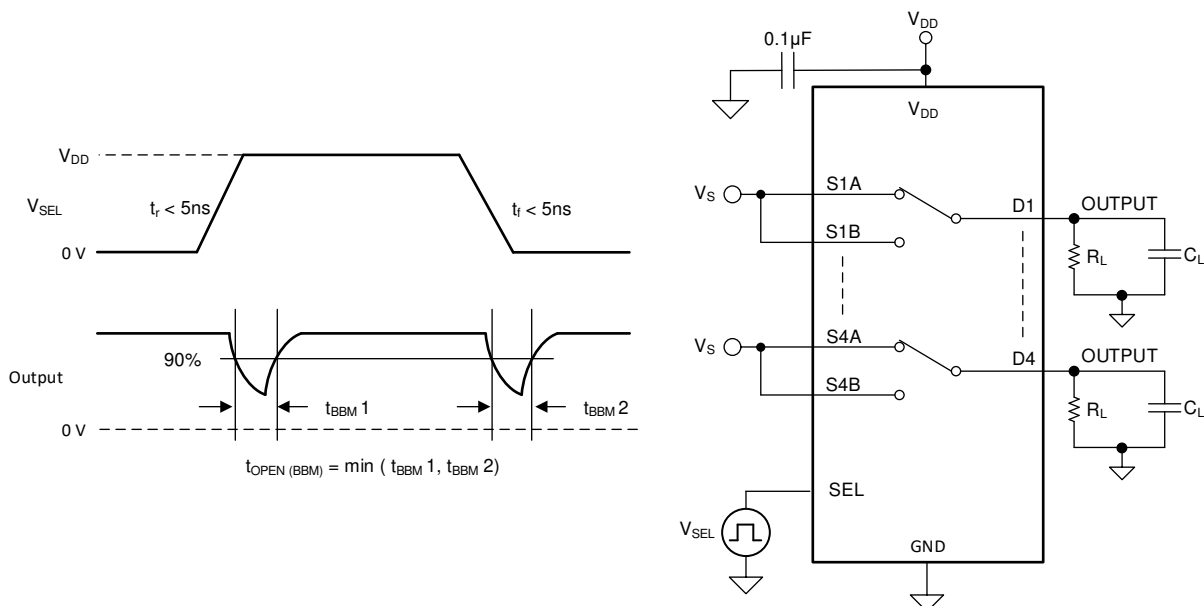 V_DD
V_SEL
t_r < 5ns
t_f < 5ns
0 V
90%
Output
t_BBM 1
t_BBM 2
0 V
t_OPEN (BBM) = min ( t_BBM 1, t_BBM 2)
V_DD
0.1µF
V_DD
V_S
S1A
D1
OUTPUT
S1B
R_L
C_L
V_S
S4A
D4
OUTPUT
S4B
R_L
C_L
SEL
V_SEL
GND